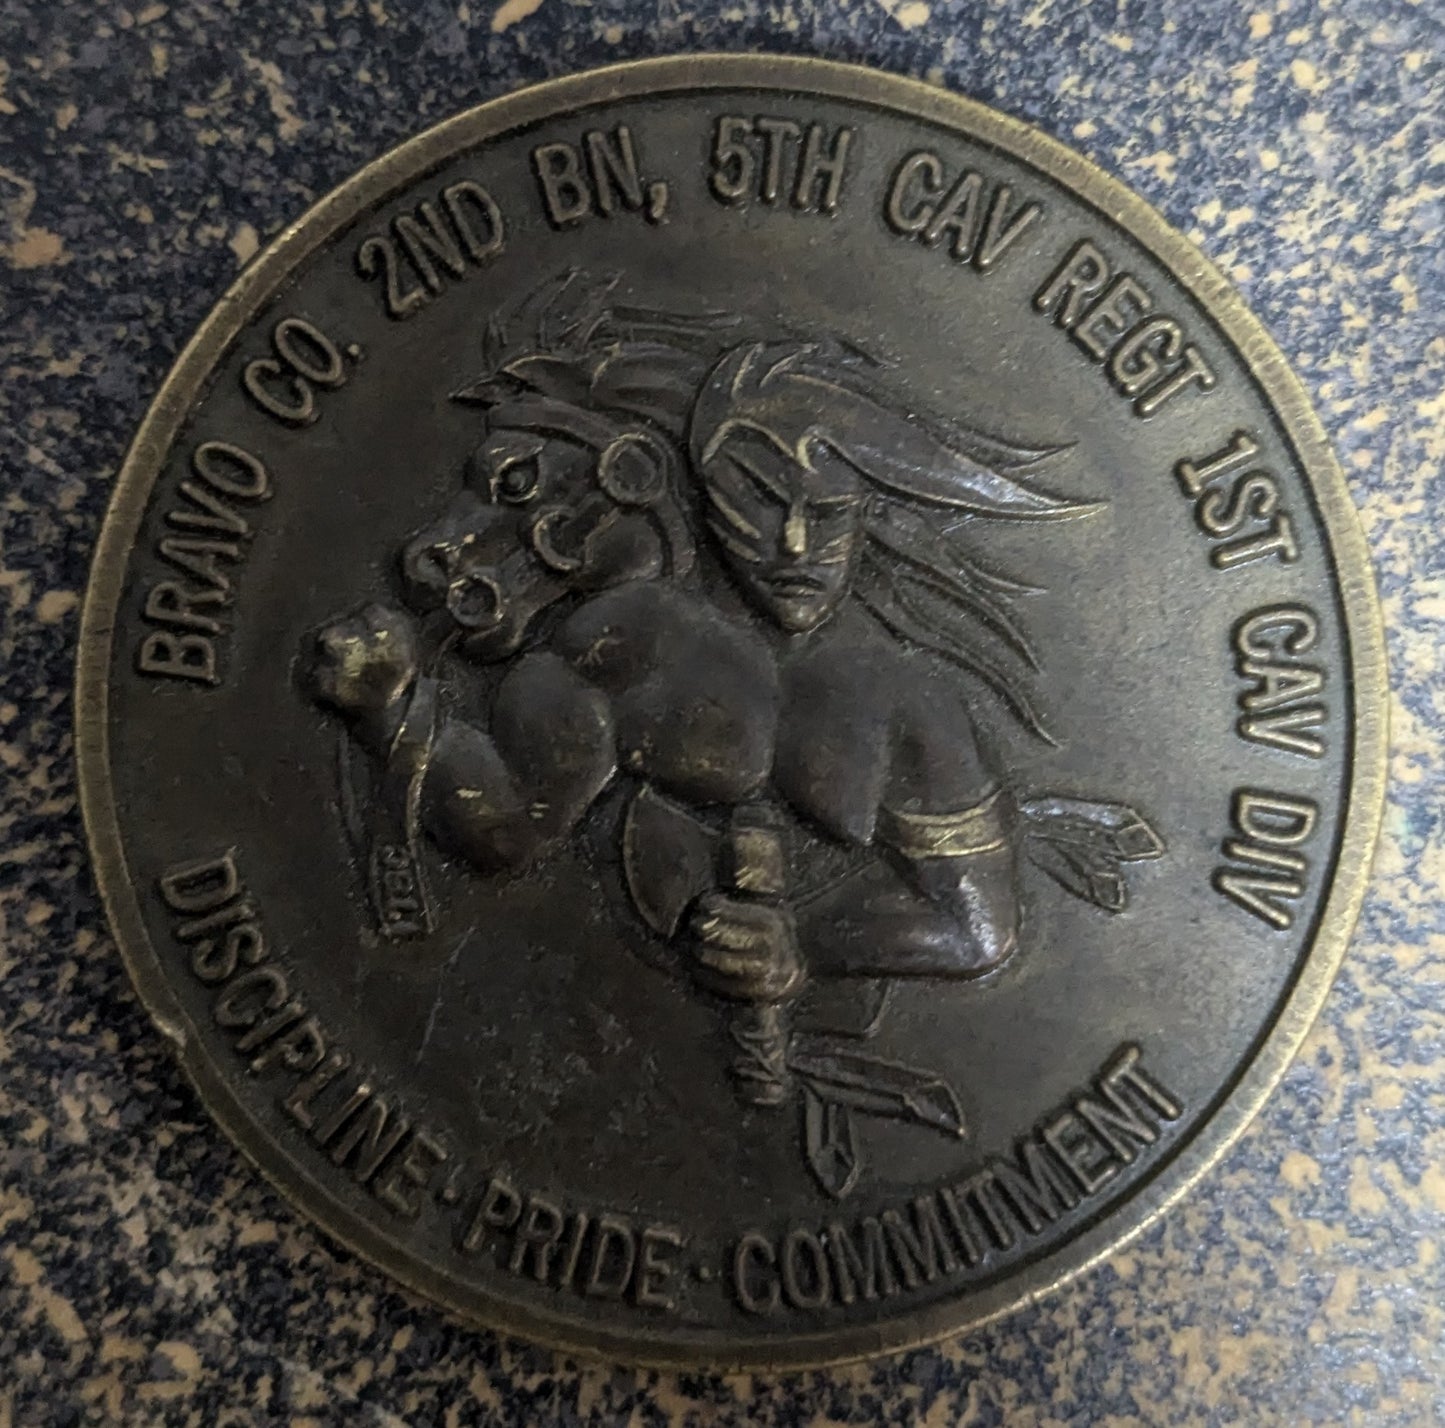 BRAVO CO. 2ND BN, 5TH CAV REGT 1ST CAV DIV
DISCIPLINE · PRIDE · COMMITMENT